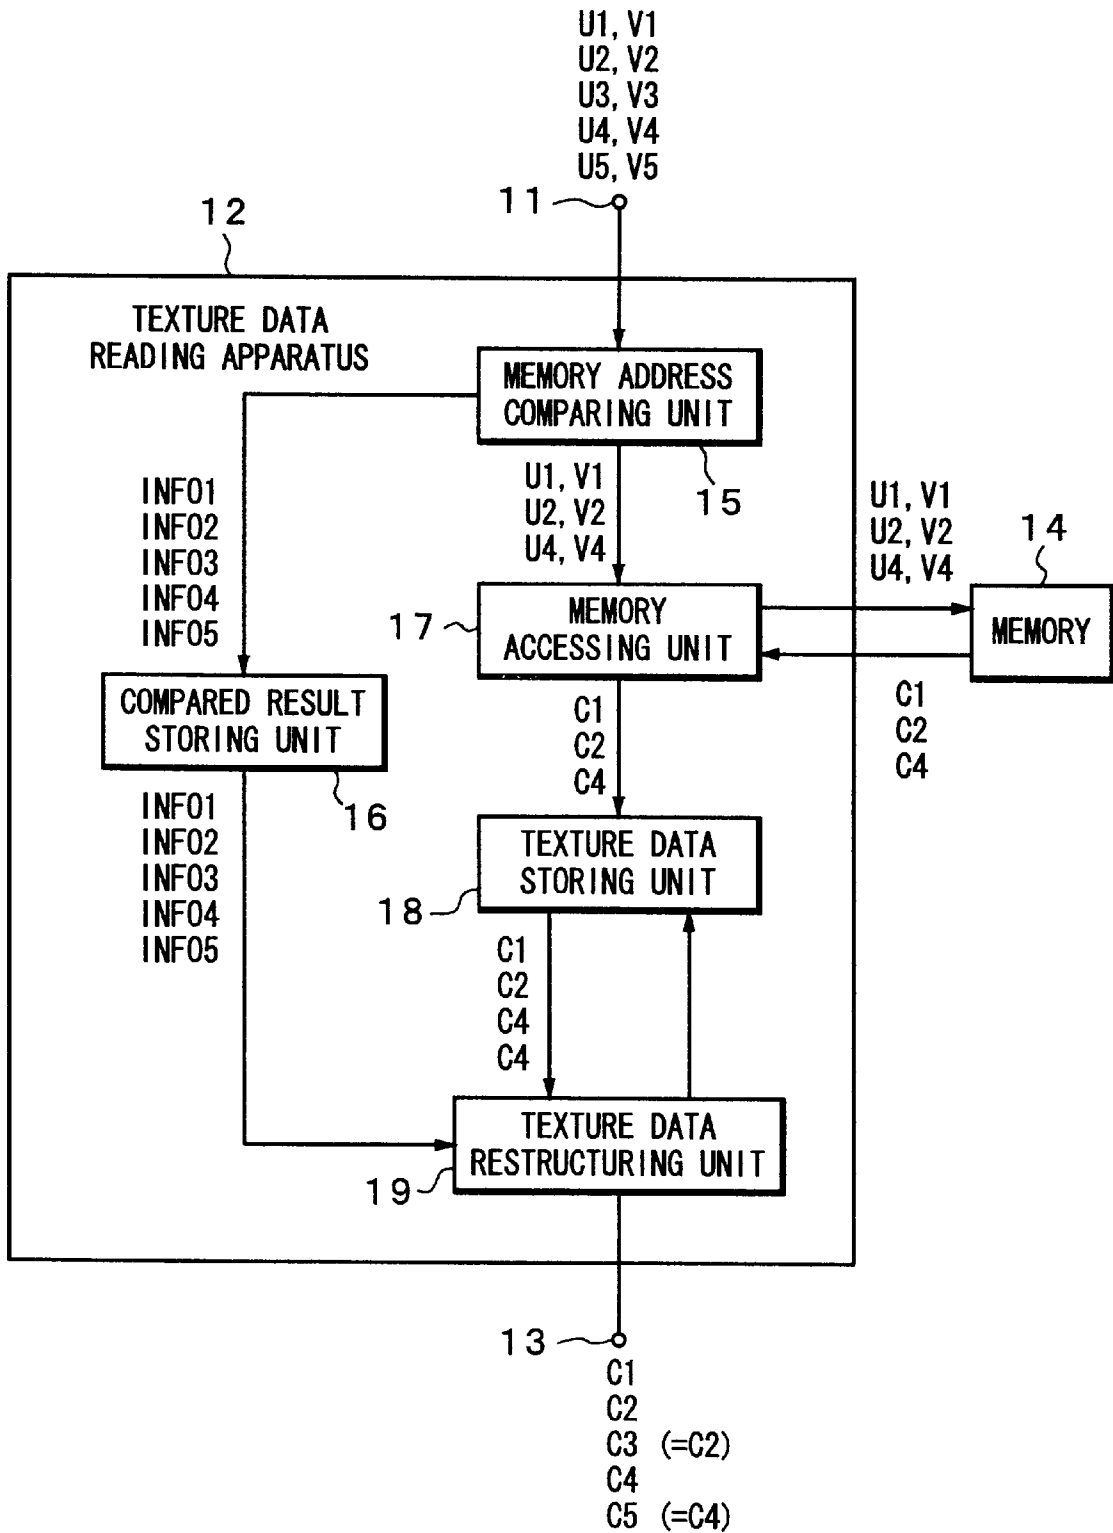 U1, V1
U2, V2
U3, V3
U4, V4
U5, V5
11
12
TEXTURE DATA
READING APPARATUS
MEMORY ADDRESS
COMPARING UNIT
15
INFO1
INFO2
INFO3
INFO4
INFO5
U1, V1
U2, V2
U4, V4
U1, V1
U2, V2
U4, V4
14
17
MEMORY
ACCESSING UNIT
MEMORY
COMPARED RESULT
STORING UNIT
16
C1
C2
C4
C1
C2
C4
INFO1
INFO2
INFO3
INFO4
INFO5
TEXTURE DATA
STORING UNIT
18
C1
C2
C4
C4
TEXTURE DATA
RESTRUCTURING UNIT
19
13
C1
C2
C3 (=C2)
C4
C5 (=C4)